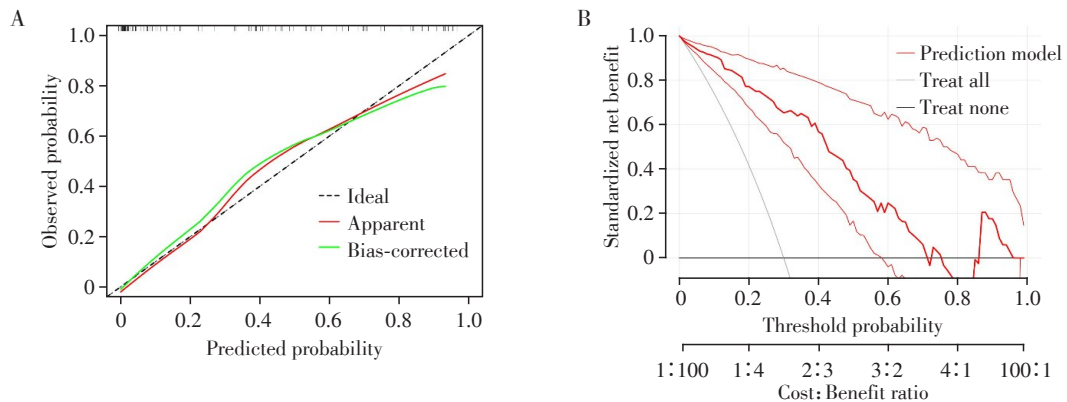 A
1.0
0.8
0.6
0.4
0.2
0
Observed probability
Ideal
Apparent
Bias-corrected
0 0.2 0.4 0.6 0.8 1.0
Predicted probability
B
1.0
0.8
0.6
0.4
0.2
0
Standardized net benefit
Prediction model
Treat all
Treat none
0 0.2 0.4 0.6 0.8 1.0
Threshold probability
1:100 1:4 2:3 3:2 4:1 100:1
Cost:Benefit ratio